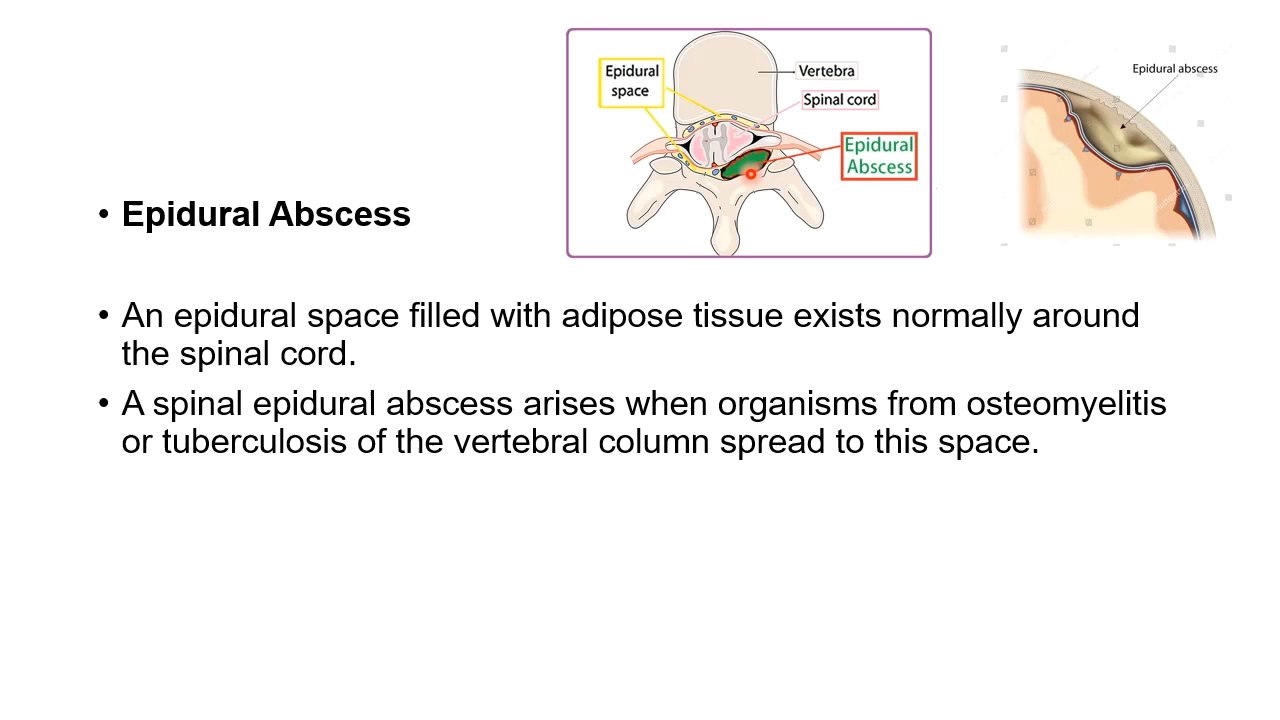 Epidural
space
Vertebra
Spinal cord
Epidural
Abscess
Epidural abscess
• Epidural Abscess
• An epidural space filled with adipose tissue exists normally around
the spinal cord.
• A spinal epidural abscess arises when organisms from osteomyelitis
or tuberculosis of the vertebral column spread to this space.